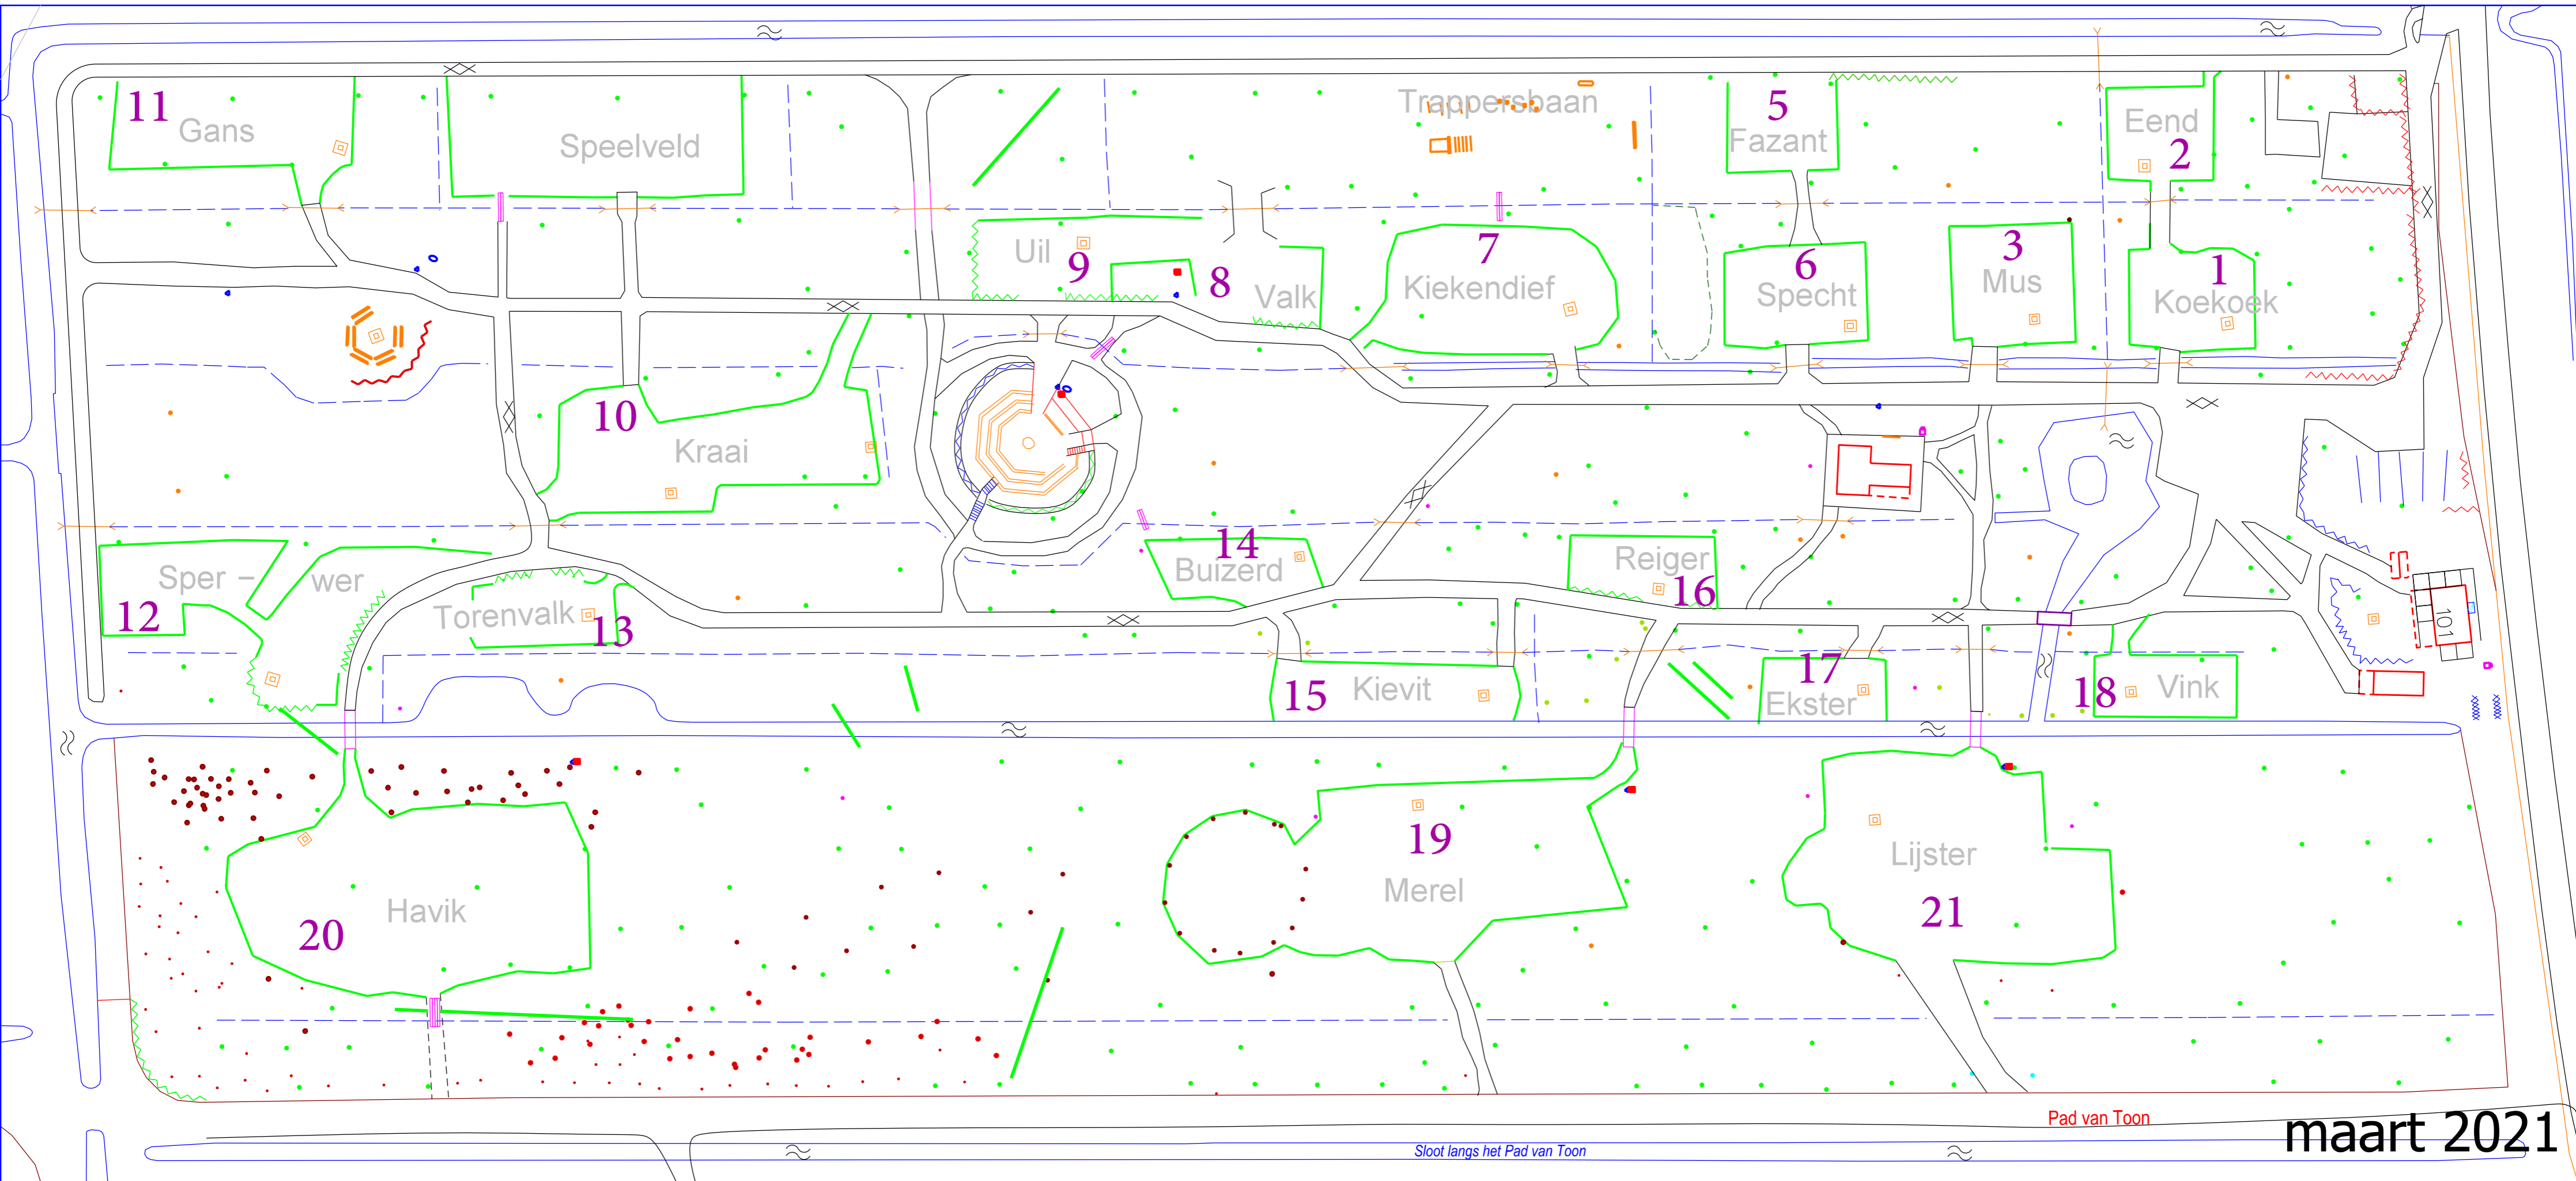 11
Gans
Speelveld
Trappersbaan
5
Fazant
Eend
2
Uil
9
8
Valk
7
Kiekendief
6
Specht
3
Mus
1
Koekoek
10
Kraai
14
Buizerd
Reiger
16
Sper –
wer
12
Torenvalk
13
101
15
Kievit
17
Ekster
18
Vink
19
Merel
Lijster
21
Havik
20
Pad van Toon
maart 2021
Sloot langs het Pad van Toon